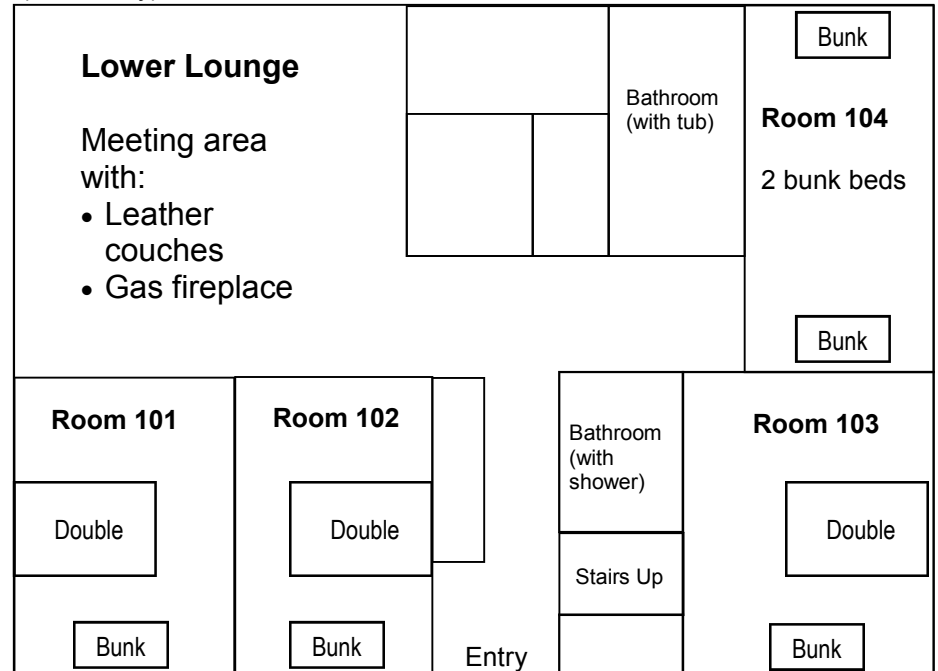 Lower Lounge
Meeting area
with:
• Leather
couches
• Gas fireplace
Bathroom
(with tub)
Bunk
Room 104
2 bunk beds
Bunk
Room 101
Double
Bunk
Room 102
Double
Bunk
Entry
Bathroom
(with
shower)
Stairs Up
Room 103
Double
Bunk